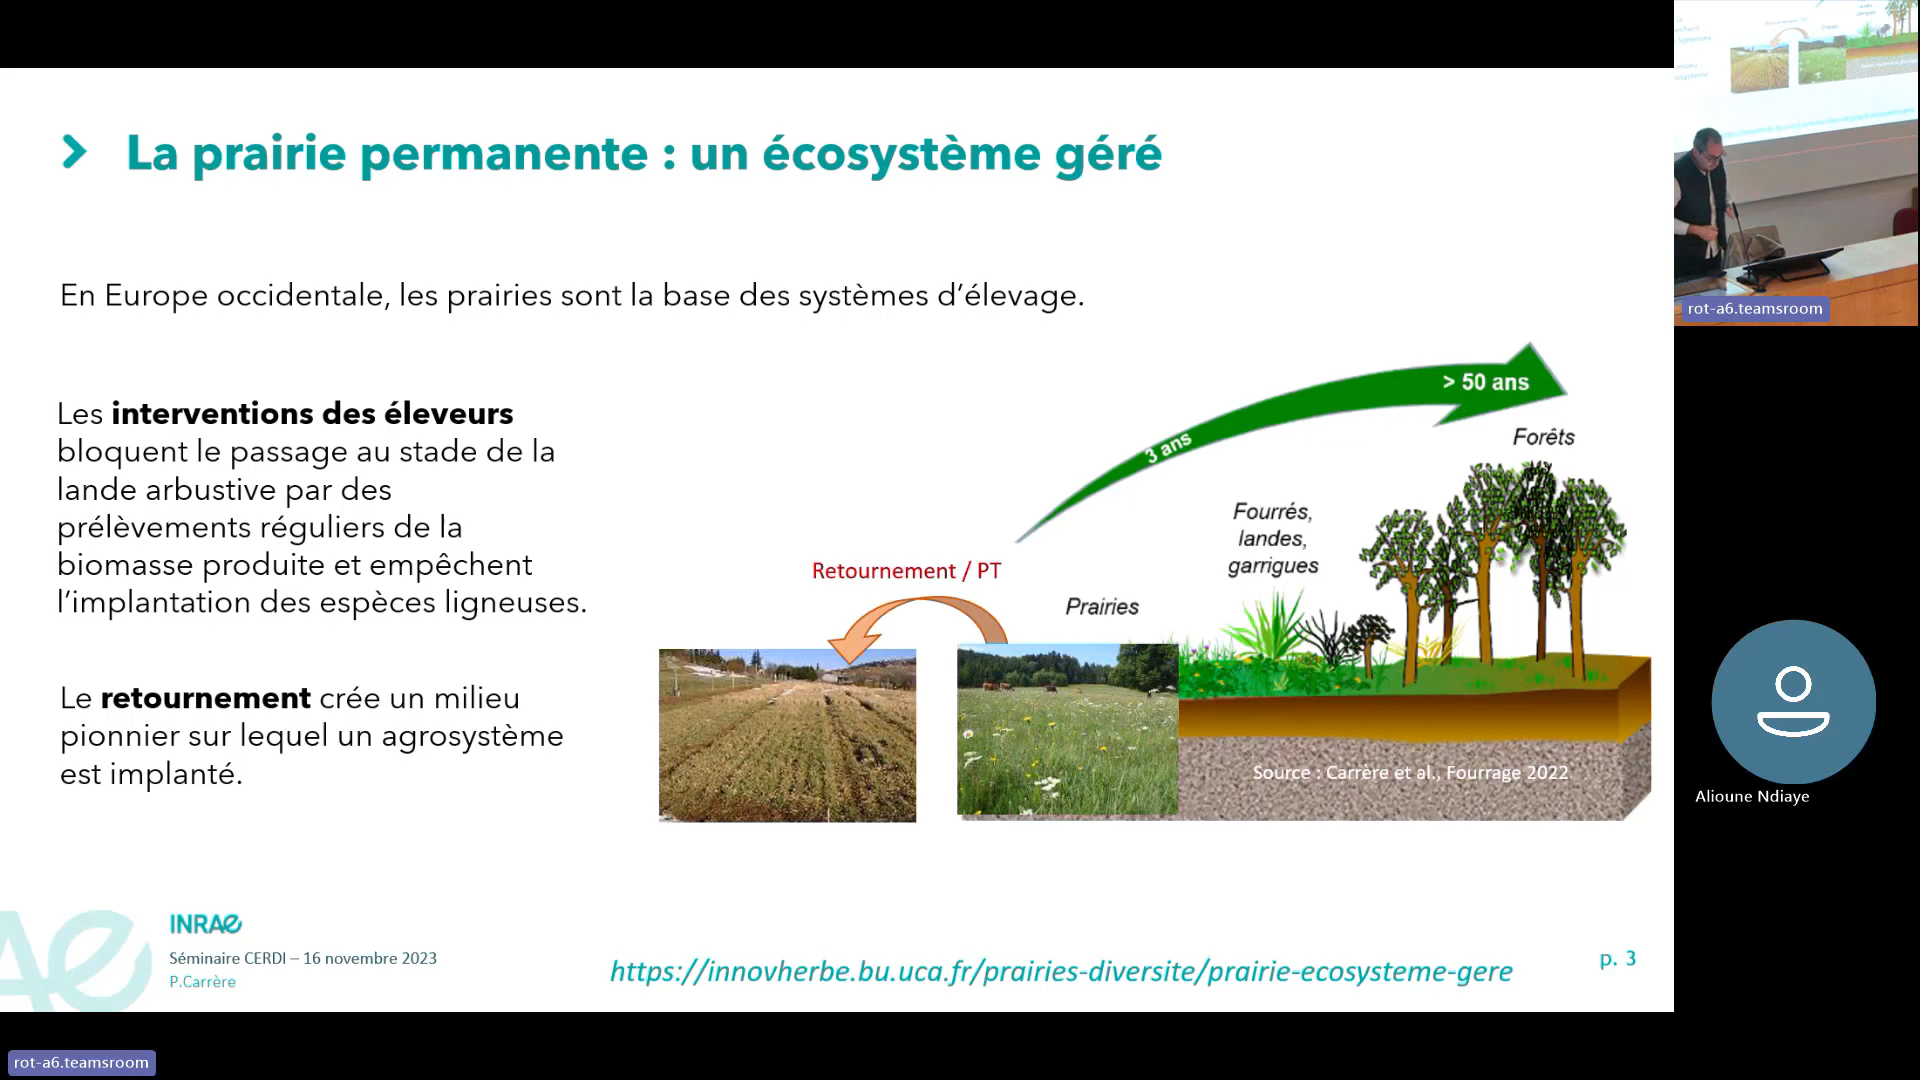 La prairie permanente : un écosystème géré
En Europe occidentale, les prairies sont la base des systèmes d’élevage.
Les interventions des éleveurs
bloquent le passage au stade de la
lande arbustive par des
prélèvements réguliers de la
biomasse produite et empêchent
l’implantation des espèces ligneuses.
Le retournement crée un milieu
pionnier sur lequel un agrosystème
est implanté.
> 50 ans
3 ans
Forêts
Fourrés,
landes,
garrigues
Retournement / PT
Prairies
Source : Carrère et al., Fourrage 2022
INRAE
Séminaire CERDI – 16 novembre 2023
P.Carrère
https://innovherbe.bu.uca.fr/prairies-diversite/prairie-ecosysteme-gere
p. 3
rot-a6.teamsroom
Alioune Ndiaye
rot-a6.teamsroom